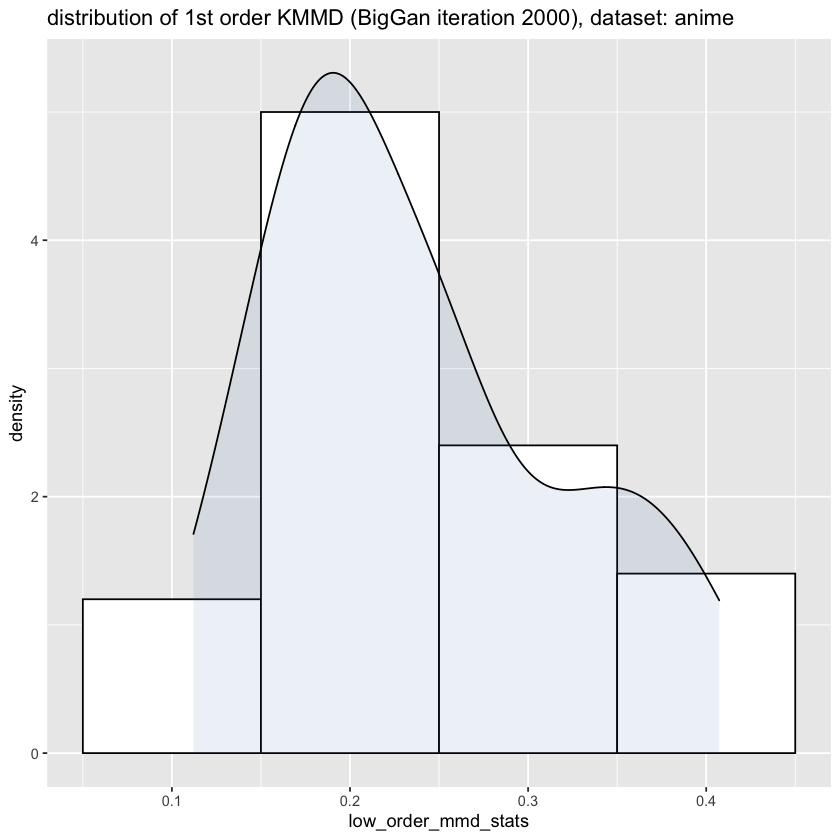 distribution of 1st order KMMD (BigGan iteration 2000), dataset: anime
density
4
2
0
0.1
0.2
0.3
0.4
low_order_mmd_stats